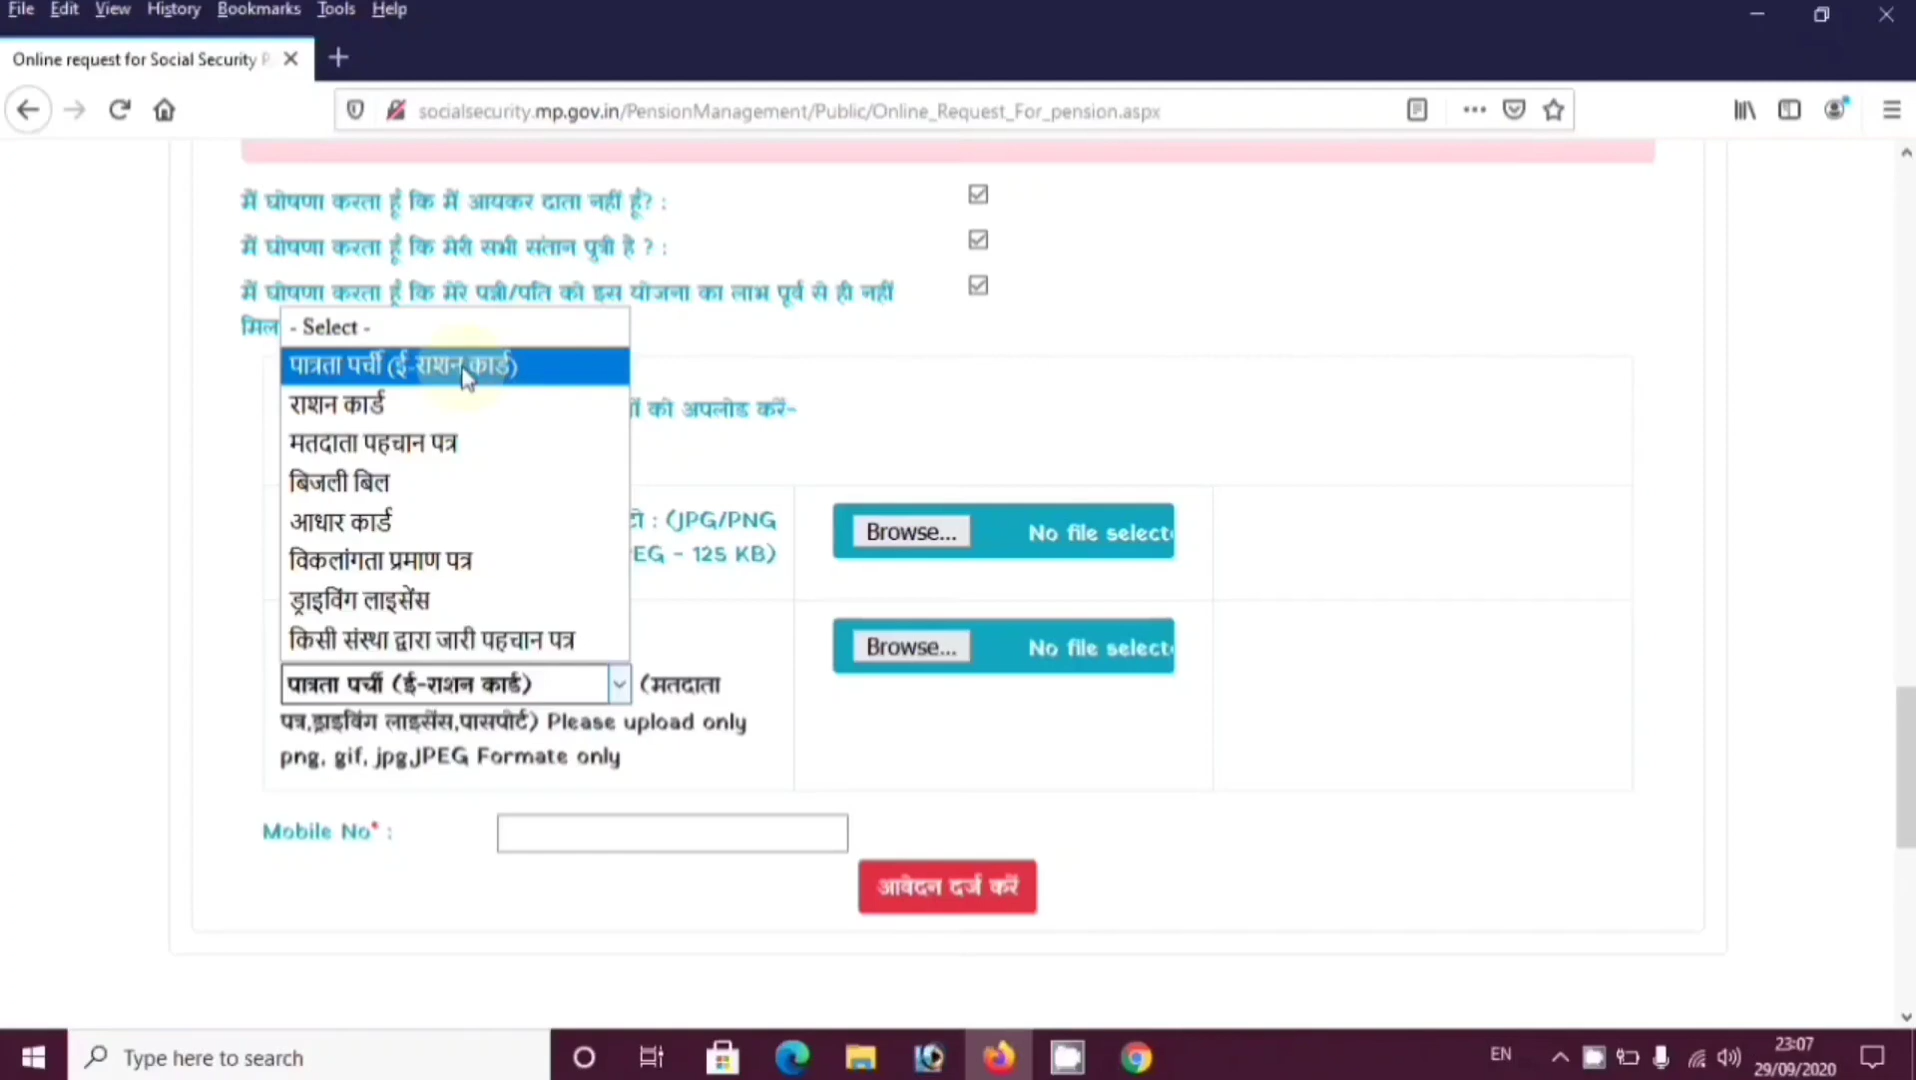 File Edit View History Bookmarks Tools Help
Online request for Social Security P
socialsecurity.mp.gov.in/PensionManagement/Public/Online_Request_For_pension.aspx
मैं घोषणा करता हूँ कि मैं आयकर दाता नहीं हूँ? :
मैं घोषणा करता हूँ कि मेरी सभी संतान पुत्री है ? :
मैं घोषणा करता हूँ कि मेरे पत्नी/पति को इस योजना का लाभ पूर्व से ही नहीं
मिल
- Select -
पात्रता पर्ची (ई-राशन कार्ड)
राशन कार्ड
को अपलोड करें-
मतदाता पहचान पत्र
बिजली बिल
आधार कार्ड
: (JPG/PNG
Browse... No file select
विकलांगता प्रमाण पत्र
EG - 125 KB)
ड्राइविंग लाइसेंस
किसी संस्था द्वारा जारी पहचान पत्र
Browse... No file select
पात्रता पर्ची (ई-राशन कार्ड) (मतदाता
पत्र,ड्राइविंग लाइसेंस,पासपोर्ट) Please upload only
png, gif, jpg,JPEG Formate only
Mobile No* :
आवेदन दर्ज करें
Type here to search
EN
23:07
29/09/2020